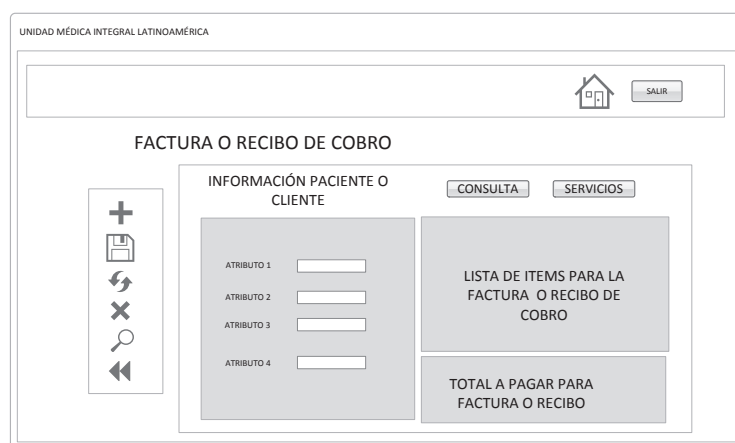 UNIDAD MÉDICA INTEGRAL LATINOAMÉRICA
SALIR
FACTURA O RECIBO DE COBRO
INFORMACIÓN PACIENTE O
CLIENTE
CONSULTA
SERVICIOS
ATRIBUTO 1
ATRIBUTO 2
ATRIBUTO 3
ATRIBUTO 4
LISTA DE ITEMS PARA LA
FACTURA O RECIBO DE
COBRO
TOTAL A PAGAR PARA
FACTURA O RECIBO